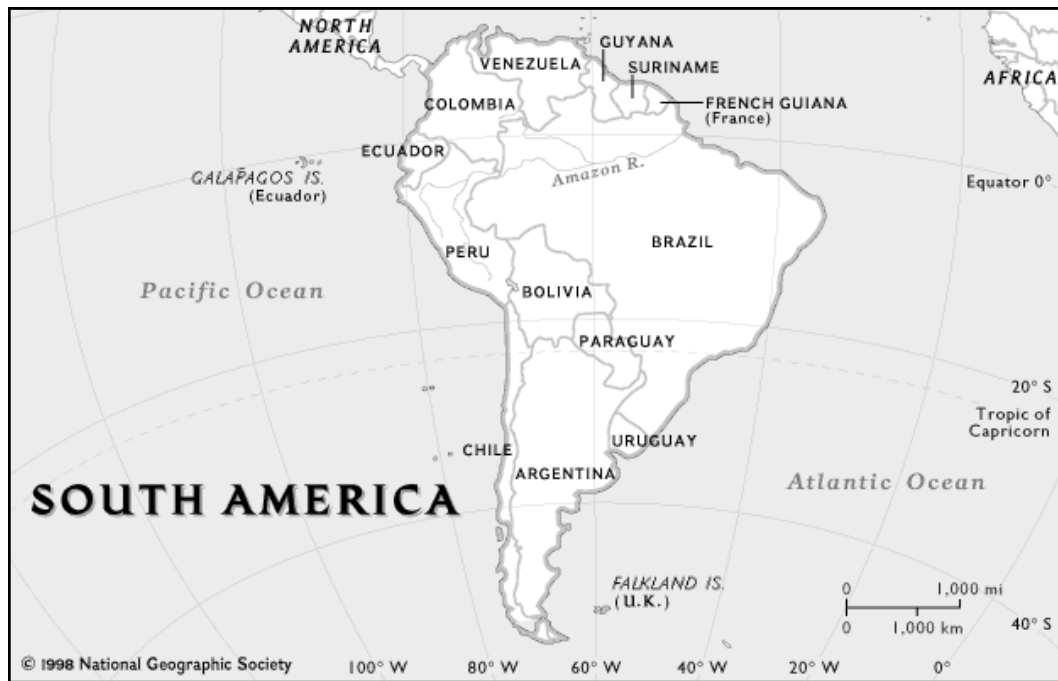 NORTH
AMERICA
GUYANA
VENEZUELA
SURINAME
AFRICA
COLOMBIA
FRENCH GUIANA
(France)
ECUADOR
Amazon R.
GALAPAGOS IS.
(Ecuador)
Equator 0°
BRAZIL
PERU
Pacific Ocean
BOLIVIA
PARAGUAY
20° S
Tropic of
Capricorn
CHILE
URUGUAY
ARGENTINA
SOUTH AMERICA
Atlantic Ocean
FALKLAND IS.
(U.K.)
0 1,000 mi
0 1,000 km
40° S
© 1998 National Geographic Society
100° W 80° W 60° W 40° W 20° W 0°